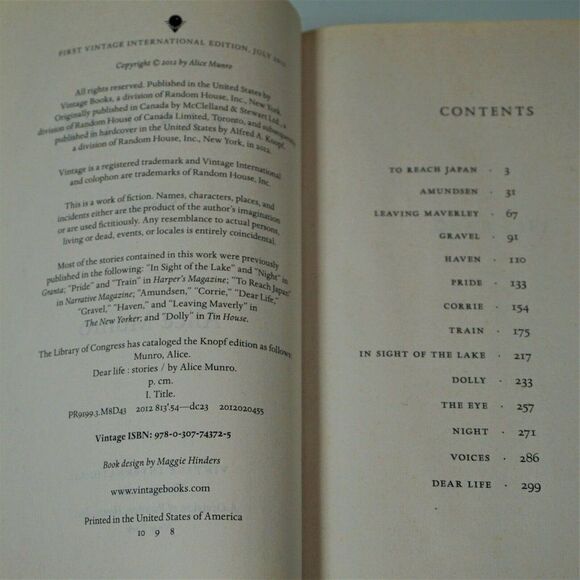 FIRST VINTAGE INTERNATIONAL EDITION, JULY
Copyright © 2012 by Alice Munro
All rights reserved. Published in the United States by
Vintage Books, a division of Random House, Inc., New York.
Originally published in Canada by McClelland & Stewart Ltd., a
division of Random House of Canada Limited, Toronto, and subsequently
published in hardcover in the United States by Alfred A. Knopf,
a division of Random House, Inc., New York, in 2012.
Vintage is a registered trademark and Vintage International
and colophon are trademarks of Random House, Inc.
This is a work of fiction. Names, characters, places, and
incidents either are the product of the author's imagination
or are used fictitiously. Any resemblance to actual persons,
living or dead, events, or locales is entirely coincidental.
Most of the stories contained in this work were previously
published in the following: "In Sight of the Lake" and "Night" in
Granta; "Pride" and "Train" in Harper's Magazine; "To Reach Japan"
in Narrative Magazine; "Amundsen," "Corrie," "Dear Life,"
"Gravel," "Haven," and "Leaving Maverley" in
The New Yorker; and "Dolly" in Tin House.
The Library of Congress has cataloged the Knopf edition as follows:
Munro, Alice.
Dear life : stories / by Alice Munro.
p. cm.
I. Title.
PR9199.3.M8D43 2012 813'.54—dc23 2012020455
Vintage ISBN: 978-0-307-74372-5
Book design by Maggie Hinders
www.vintagebooks.com
Printed in the United States of America
10 9 8
CONTENTS
TO REACH JAPAN · 3
AMUNDSEN · 31
LEAVING MAVERLEY · 67
GRAVEL · 91
HAVEN · 110
PRIDE · 133
CORRIE · 154
TRAIN · 175
IN SIGHT OF THE LAKE · 217
DOLLY · 233
THE EYE · 257
NIGHT · 271
VOICES · 286
DEAR LIFE · 299